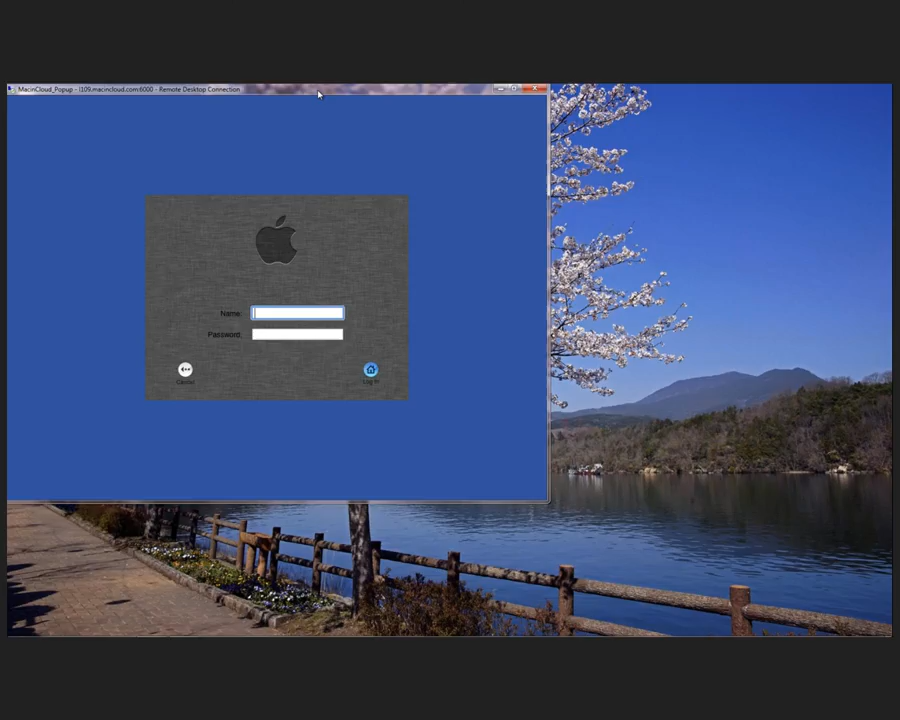 MacinCloud_Popup - l109.macincloud.com:6000 - Remote Desktop Connection
Name:
Password:
Cancel
Log In